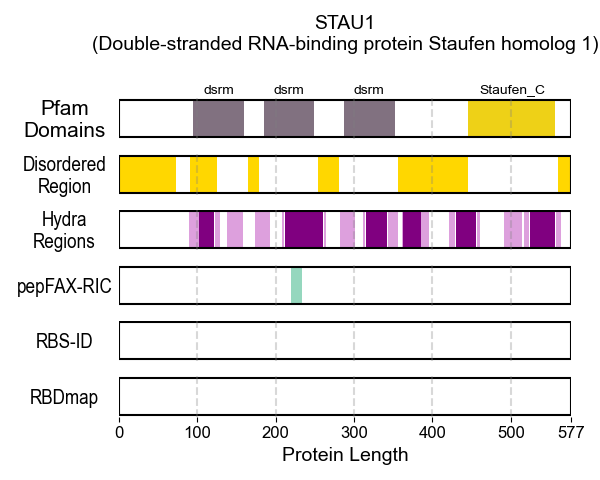 STAU1
(Double-stranded RNA-binding protein Staufen homolog 1)
dsrm dsrm dsrm Staufen_C
Pfam
Domains
Disordered
Region
Hydra
Regions
pepFAX-RIC
RBS-ID
RBDmap
0 100 200 300 400 500 577
Protein Length